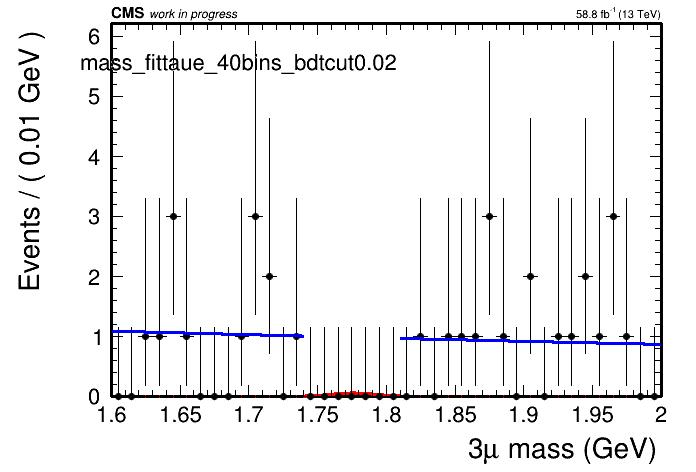 CMS work in progress 58.8 fb-1 (13 TeV)
mass_fittaue_40bins_bdtcut0.02
Events / ( 0.01 GeV )
6
5
4
3
2
1
0
1.6 1.65 1.7 1.75 1.8 1.85 1.9 1.95 2
3μ mass (GeV)